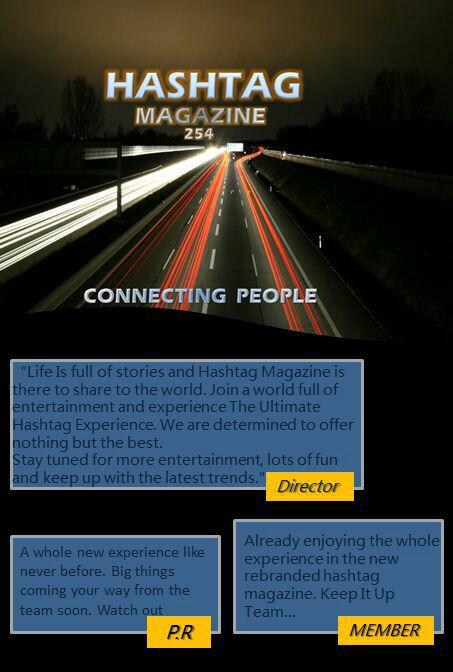 HASHTAG
MAGAZINE
254
CONNECTING PEOPLE
"Life Is full of stories and Hashtag Magazine is
there to share to the world. Join a world full of
entertainment and experience The Ultimate
Hashtag Experience. We are determined to offer
nothing but the best.
Stay tuned for more entertainment, lots of fun
and keep up with the latest trends."
Director
A whole new experience like
never before. Big things
coming your way from the
team soon. Watch out
P.R
Already enjoying the whole
experience in the new
rebranded hashtag
magazine. Keep It Up
Team...
MEMBER